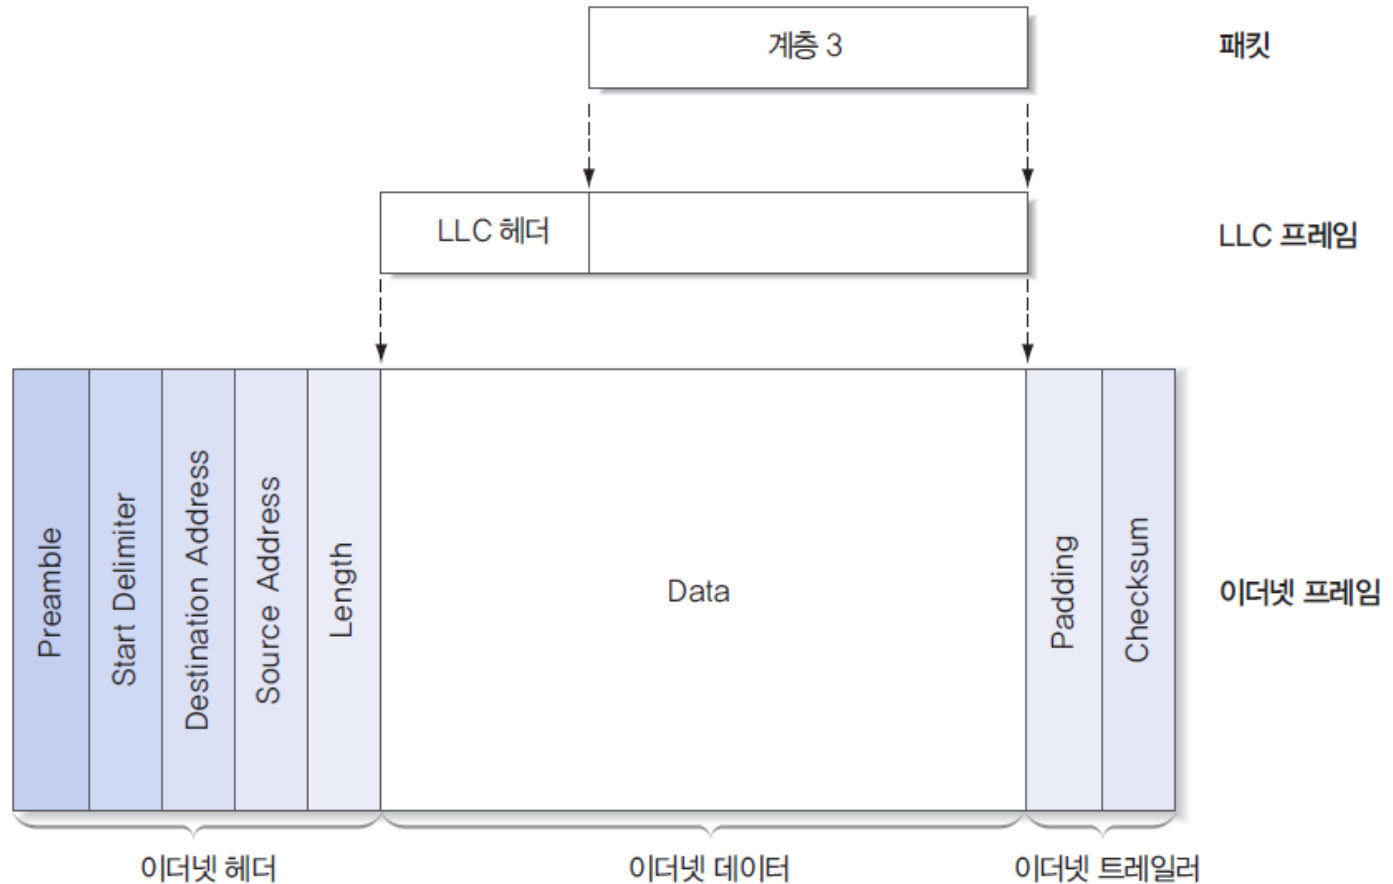 계층 3
패킷
LLC 헤더
LLC 프레임
Preamble
Start Delimiter
Destination Address
Source Address
Length
Data
Padding
Checksum
이더넷 프레임
이더넷 헤더
이더넷 데이터
이더넷 트레일러